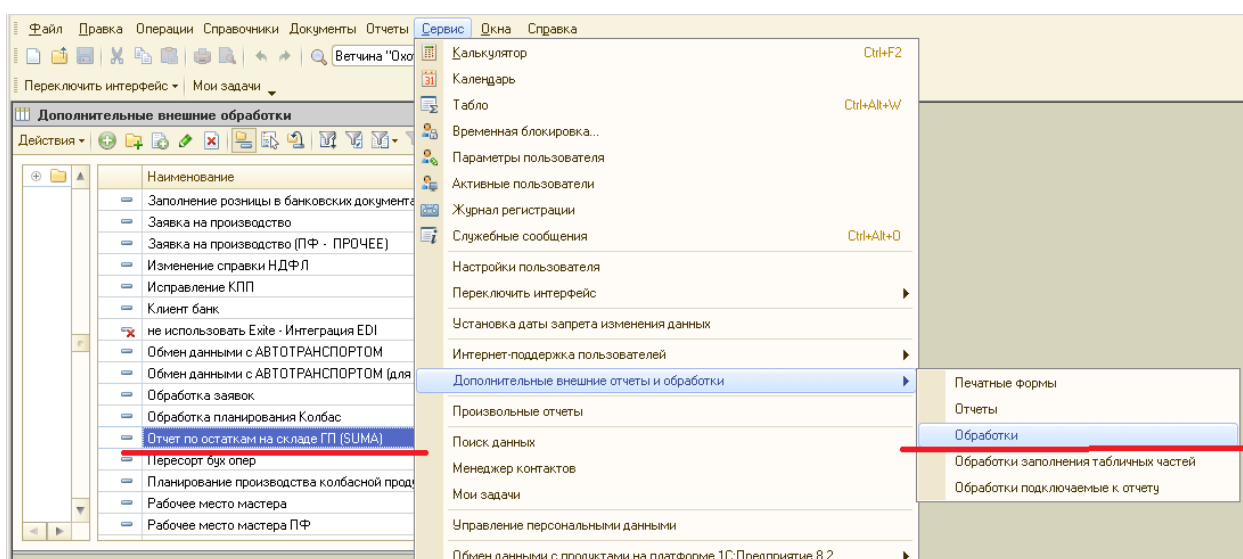 Файл Правка Операции Справочники Документы Отчеты Сервис Окна Справка
Ветчина "Охо
Переключить интерфейс Мои задачи
Дополнительные внешние обработки
Действия
Наименование
Заполнение розницы в банковских документа
Заявка на производство
Заявка на производство (ПФ - ПРОЧЕЕ)
Изменение справки НДФЛ
Исправление КПП
Клиент банк
не использовать Exite - Интеграция EDI
Обмен данными с АВТОТРАНСПОРТОМ
Обмен данными с АВТОТРАНСПОРТОМ (для
Обработка заявок
Обработка планирования Колбас
Отчет по остаткам на складе ГП (SUMA)
Пересорт бух опер
Планирование производства колбасной прод
Рабочее место мастера
Рабочее место мастера ПФ
Калькулятор Ctrl+F2
31 Календарь
Табло Ctrl+Alt+W
Временная блокировка...
Параметры пользователя
Активные пользователи
Журнал регистрации
Служебные сообщения Ctrl+Alt+O
Настройки пользователя
Переключить интерфейс
Установка даты запрета изменения данных
Интернет-поддержка пользователей
Дополнительные внешние отчеты и обработки
Произвольные отчеты
Поиск данных
Менеджер контактов
Мои задачи
Управление персональными данными
Обмен данными с продуктами на платформе 1С:Предприятие 8.2
Печатные формы
Отчеты
Обработки
Обработки заполнения табличных частей
Обработки подключаемые к отчету